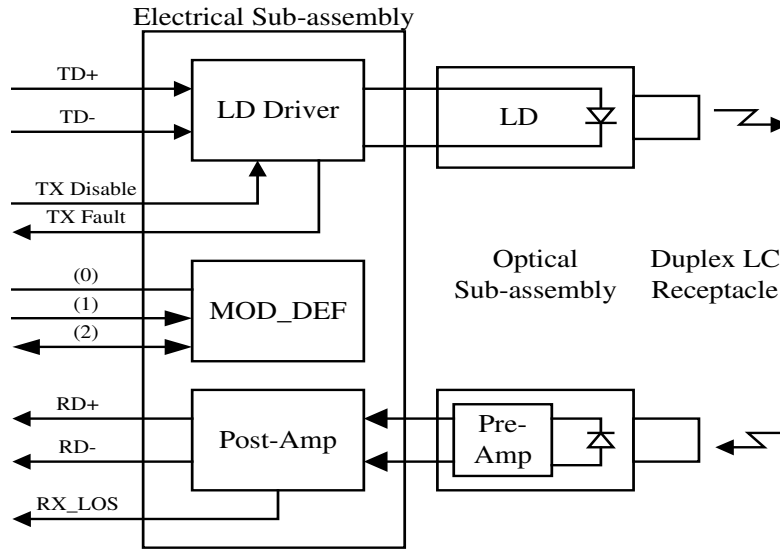 Electrical Sub-assembly
TD+
TD-
LD Driver
LD
TX Disable
TX Fault
(0)
(1)
(2)
MOD_DEF
Optical
Sub-assembly
Duplex LC
Receptacle
RD+
RD-
Post-Amp
Pre-
Amp
RX_LOS